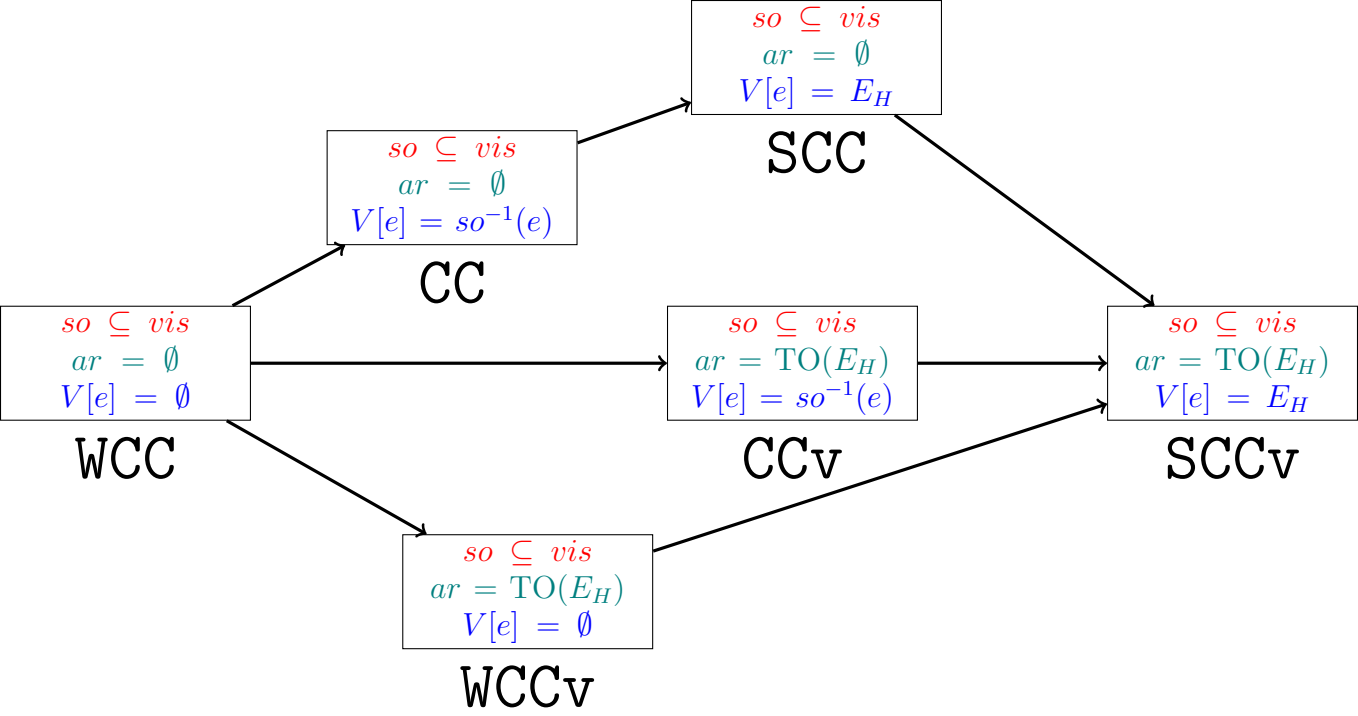 so ⊆ vis
ar = ∅
V[e] = E_H
SCC
so ⊆ vis
ar = ∅
V[e] = so⁻¹(e)
CC
so ⊆ vis
ar = ∅
V[e] = ∅
WCC
so ⊆ vis
ar = TO(E_H)
V[e] = so⁻¹(e)
CCv
so ⊆ vis
ar = TO(E_H)
V[e] = E_H
SCCv
so ⊆ vis
ar = TO(E_H)
V[e] = ∅
WCCv